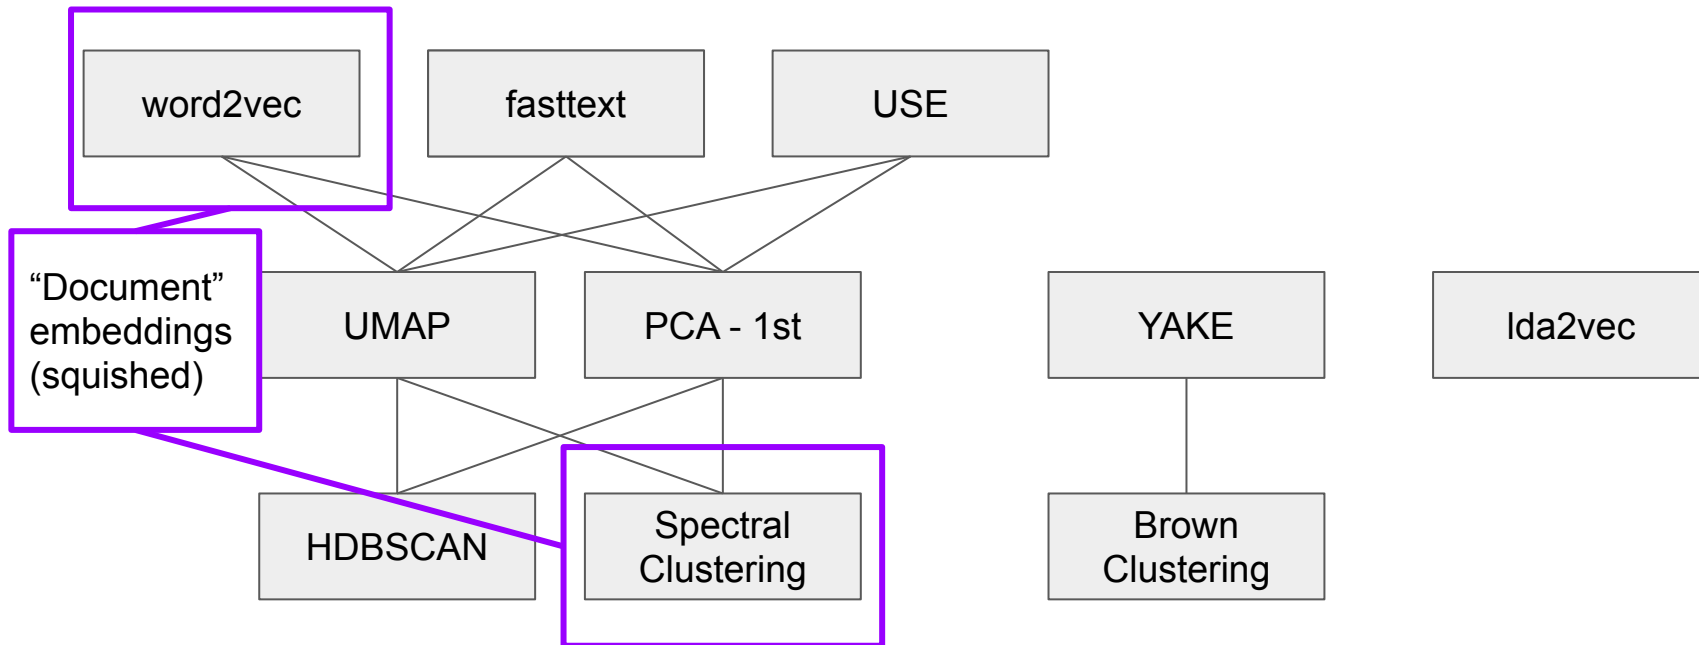 word2vec
fasttext
USE
“Document”
embeddings
(squished)
UMAP
PCA - 1st
YAKE
lda2vec
HDBSCAN
Spectral
Clustering
Brown
Clustering